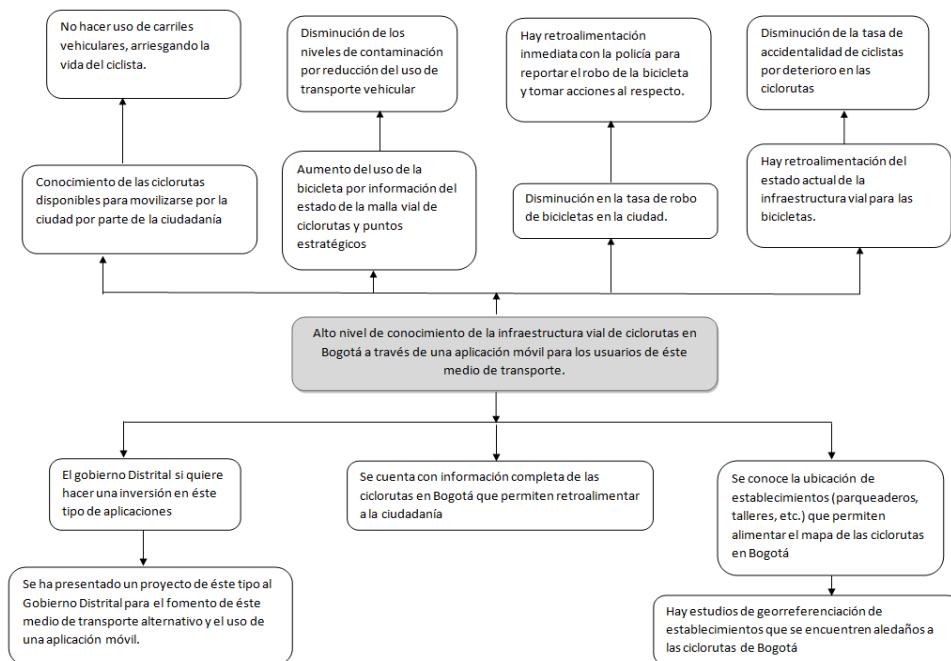 No hacer uso de carriles
vehiculares, arriesgando la
vida del ciclista.
Disminución de los
niveles de contaminación
por reducción del uso de
transporte vehicular
Hay retroalimentación
inmediata con la policía para
reportar el robo de la bicicleta
y tomar acciones al respecto.
Disminución de la tasa de
accidentalidad de ciclistas
por deterioro en las
ciclorutas
Conocimiento de las ciclorutas
disponibles para movilizarse por la
ciudad por parte de la ciudadanía
Aumento del uso de la
bicicleta por información del
estado de la malla vial de
ciclorutas y puntos
estratégicos
Disminución en la tasa de robo
de bicicletas en la ciudad.
Hay retroalimentación del
estado actual de la
infraestructura vial para las
bicicletas.
Alto nivel de conocimiento de la infraestructura vial de ciclorutas en
Bogotá a través de una aplicación móvil para los usuarios de éste
medio de transporte.
El gobierno Distrital si quiere
hacer una inversión en éste
tipo de aplicaciones
Se cuenta con información completa de las
ciclorutas en Bogotá que permiten retroalimentar
a la ciudadanía
Se conoce la ubicación de
establecimientos (parqueaderos,
talleres, etc.) que permiten
alimentar el mapa de las ciclorutas
en Bogotá
Se ha presentado un proyecto de éste tipo al
Gobierno Distrital para el fomento de éste
medio de transporte alternativo y el uso de
una aplicación móvil.
Hay estudios de georreferenciación de
establecimientos que se encuentren aledaños a
las ciclorutas de Bogotá